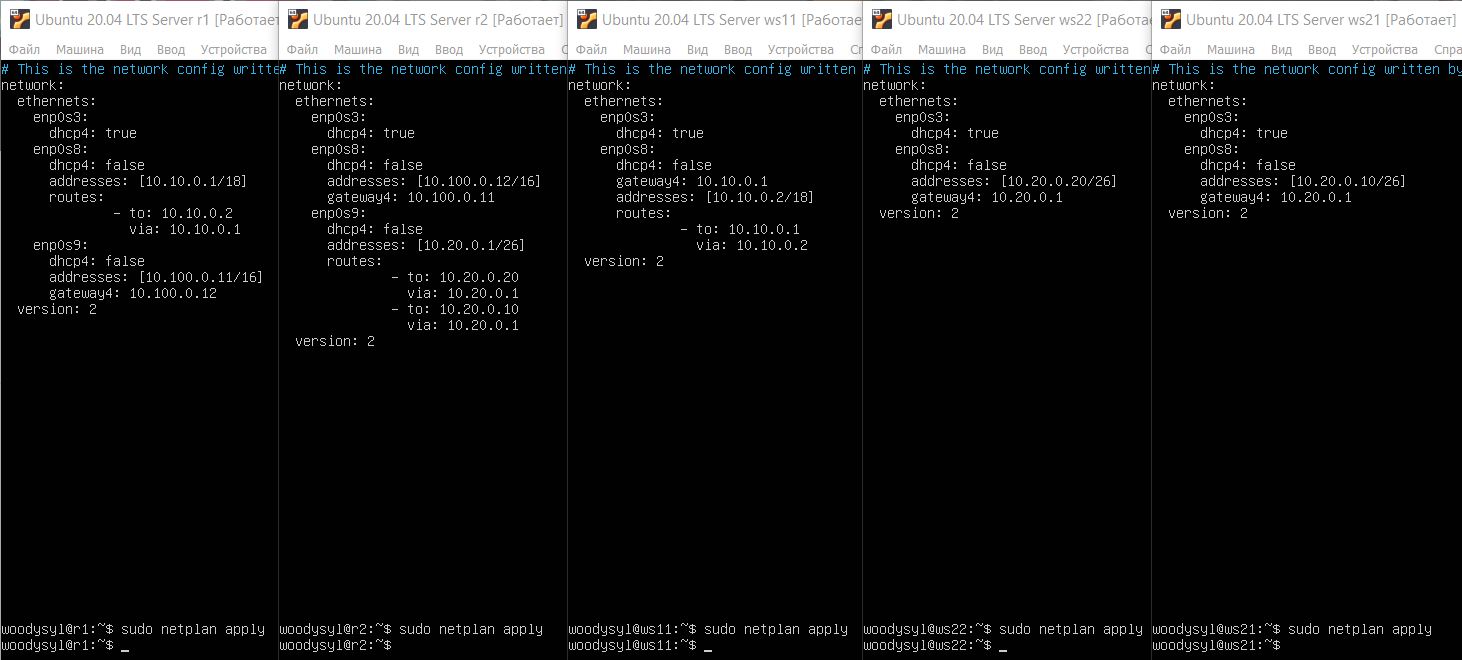 Ubuntu 20.04 LTS Server r1 [Работает]
Файл Машина Вид Ввод Устройства
# This is the network config writte
network:
  ethernets:
    enp0s3:
      dhcp4: true
    enp0s8:
      dhcp4: false
      addresses: [10.10.0.1/18]
      routes:
              - to: 10.10.0.2
                via: 10.10.0.1
    enp0s9:
      dhcp4: false
      addresses: [10.100.0.11/16]
      gateway4: 10.100.0.12
  version: 2
woodysyl@r1:~$ sudo netplan apply
woodysyl@r1:~$ _
Ubuntu 20.04 LTS Server r2 [Работает]
Файл Машина Вид Ввод Устройства С
# This is the network config written
network:
  ethernets:
    enp0s3:
      dhcp4: true
    enp0s8:
      dhcp4: false
      addresses: [10.100.0.12/16]
      gateway4: 10.100.0.11
    enp0s9:
      dhcp4: false
      addresses: [10.20.0.1/26]
      routes:
              - to: 10.20.0.20
                via: 10.20.0.1
              - to: 10.20.0.10
                via: 10.20.0.1
  version: 2
woodysyl@r2:~$ sudo netplan apply
woodysyl@r2:~$
Ubuntu 20.04 LTS Server ws11 [Работае
Файл Машина Вид Ввод Устройства Сп
# This is the network config written
network:
  ethernets:
    enp0s3:
      dhcp4: true
    enp0s8:
      dhcp4: false
      gateway4: 10.10.0.1
      addresses: [10.10.0.2/18]
      routes:
              - to: 10.10.0.1
                via: 10.10.0.2
  version: 2
woodysyl@ws11:~$ sudo netplan apply
woodysyl@ws11:~$ _
Ubuntu 20.04 LTS Server ws22 [Работае
Файл Машина Вид Ввод Устройства С
# This is the network config written
network:
  ethernets:
    enp0s3:
      dhcp4: true
    enp0s8:
      dhcp4: false
      addresses: [10.20.0.20/26]
      gateway4: 10.20.0.1
  version: 2
woodysyl@ws22:~$ sudo netplan apply
woodysyl@ws22:~$ _
Ubuntu 20.04 LTS Server ws21 [Работает]
Файл Машина Вид Ввод Устройства Спра
# This is the network config written by
network:
  ethernets:
    enp0s3:
      dhcp4: true
    enp0s8:
      dhcp4: false
      addresses: [10.20.0.10/26]
      gateway4: 10.20.0.1
  version: 2
woodysyl@ws21:~$ sudo netplan apply
woodysyl@ws21:~$